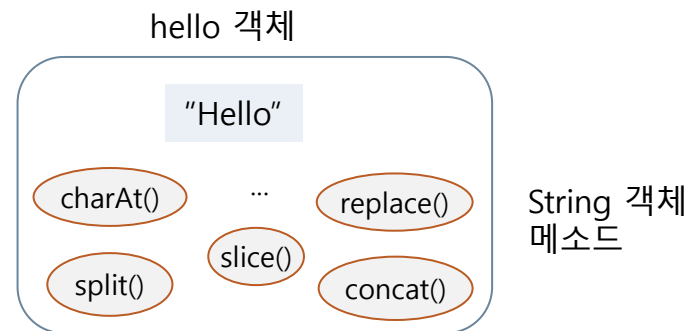 hello 객체
"Hello"
charAt()
...
replace()
String 객체
메소드
slice()
split()
concat()